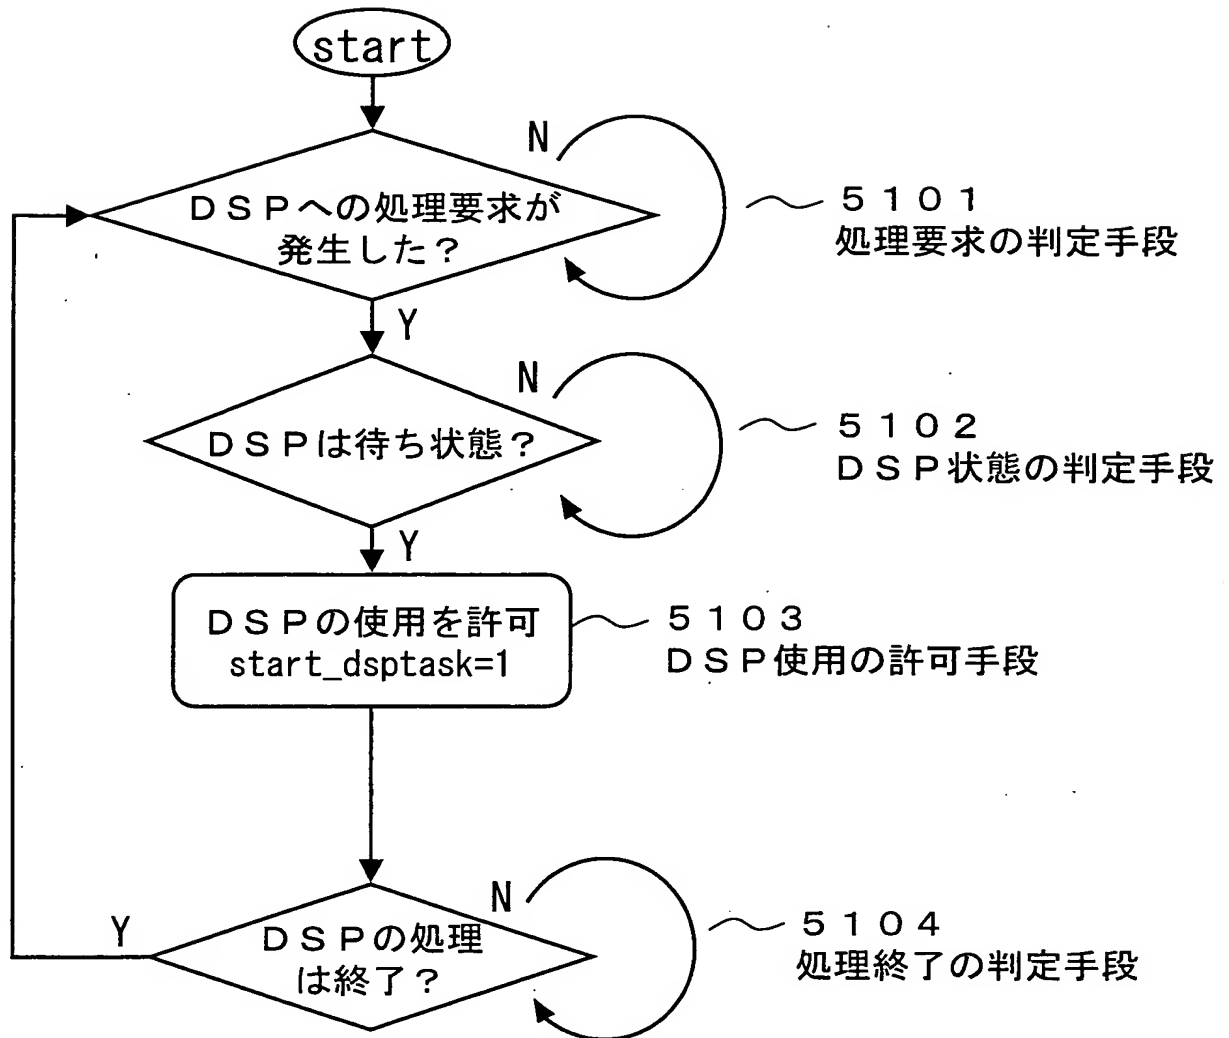 start
N
DSPへの処理要求が
発生した?
5101
処理要求の判定手段
Y
N
DSPは待ち状態?
5102
DSP状態の判定手段
Y
DSPの使用を許可
start_dsptask=1
5103
DSP使用の許可手段
N
Y
DSPの処理
は終了?
5104
処理終了の判定手段